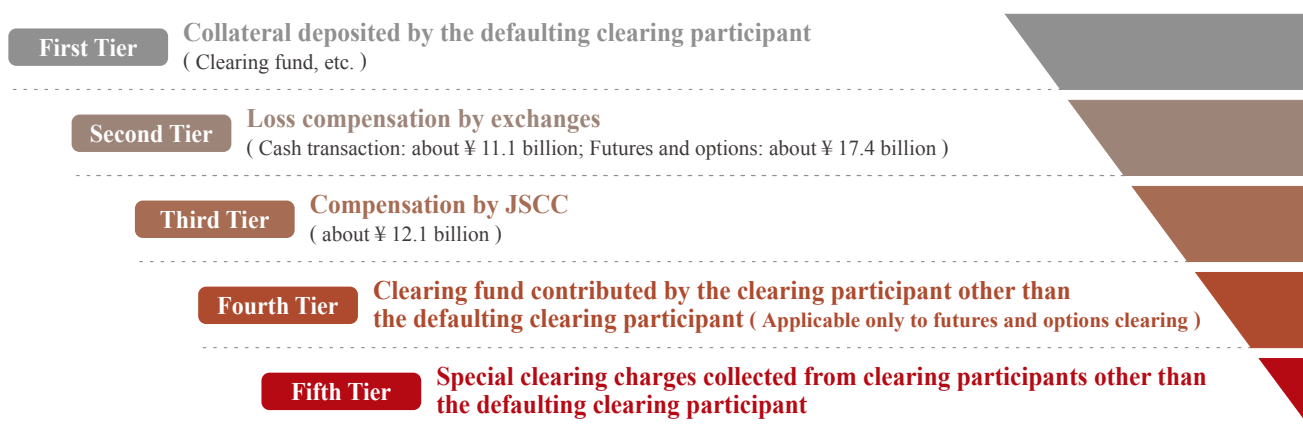 First Tier
Collateral deposited by the defaulting clearing participant
( Clearing fund, etc. )
Second Tier
Loss compensation by exchanges
( Cash transaction: about ¥ 11.1 billion; Futures and options: about ¥ 17.4 billion )
Third Tier
Compensation by JSCC
( about ¥ 12.1 billion )
Fourth Tier
Clearing fund contributed by the clearing participant other than
the defaulting clearing participant ( Applicable only to futures and options clearing )
Fifth Tier
Special clearing charges collected from clearing participants other than
the defaulting clearing participant